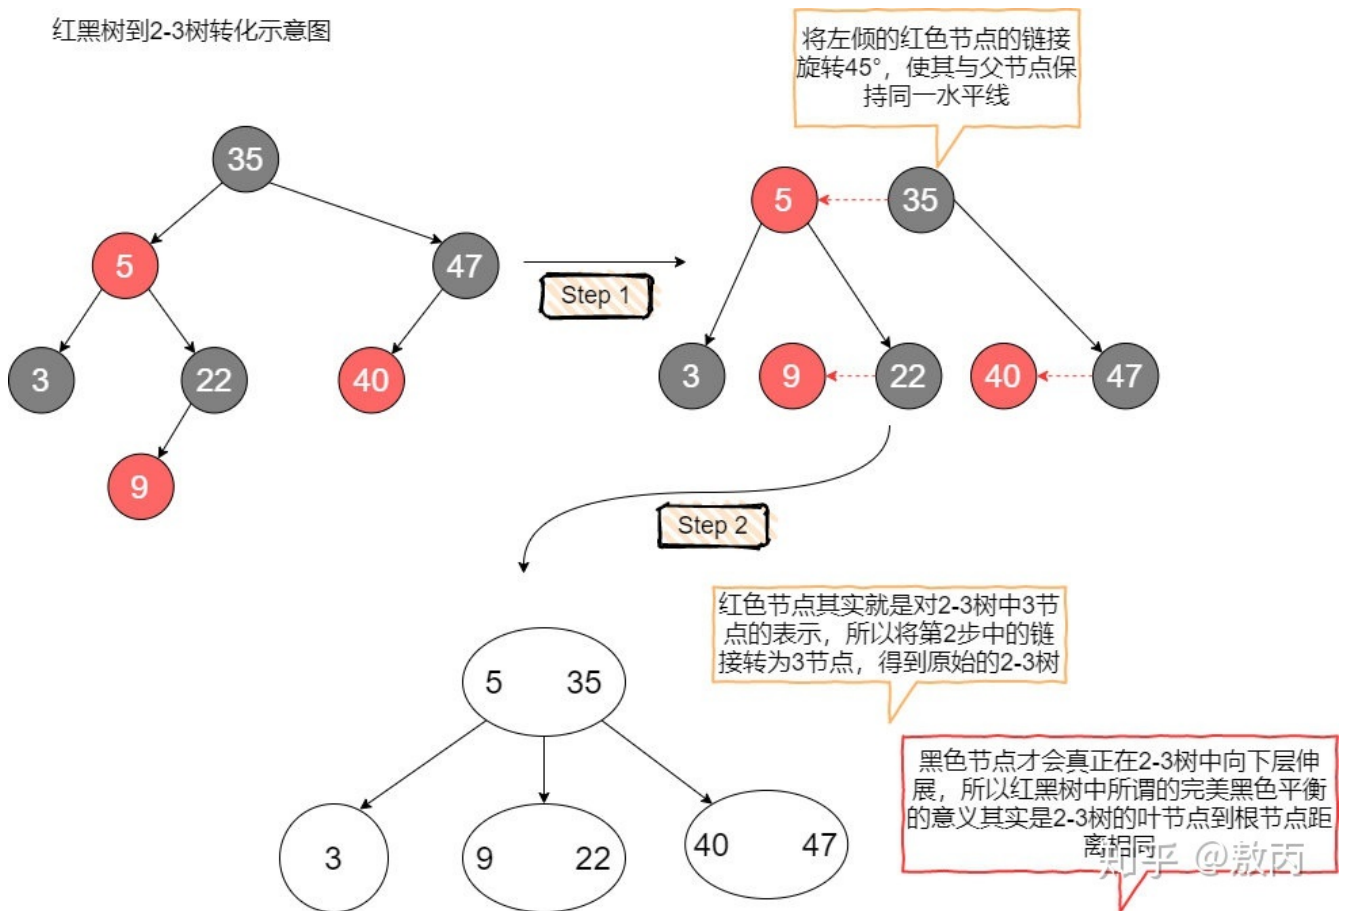 红黑树到2-3树转化示意图
将左倾的红色节点的链接
旋转45°，使其与父节点保
持同一水平线
35
5
47
3
22
40
9
Step 1
5
35
3
9
22
40
47
Step 2
红色节点其实就是对2-3树中3节
点的表示，所以将第2步中的链
接转为3节点，得到原始的2-3树
5 35
3
9 22
40 47
黑色节点才会真正在2-3树中向下层伸
展，所以红黑树中所谓的完美黑色平衡
的意义其实是2-3树的叶节点到根节点距
离相同
知乎 @敖丙